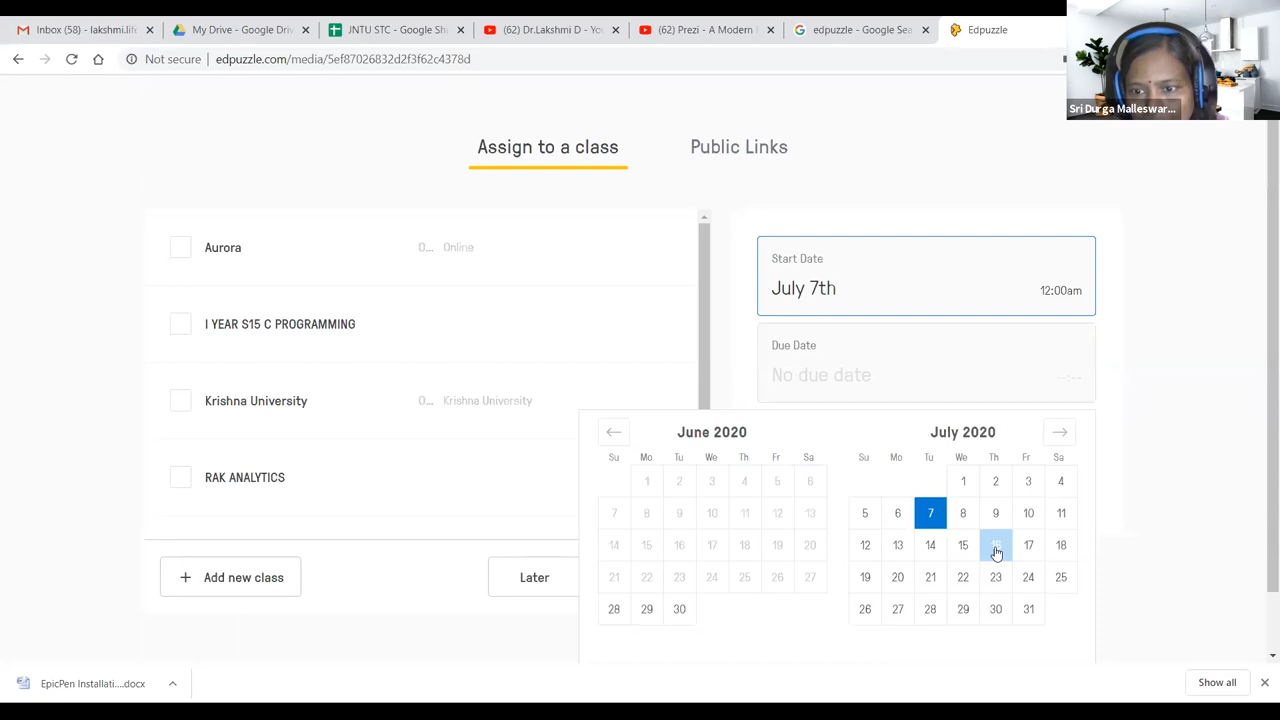 Inbox (58) - lakshmi.life
My Drive - Google Driv
JNTU STC - Google She
(62) Dr.Lakshmi D - You
(62) Prezi - A Modern
edpuzzle - Google Sea
Edpuzzle
Not secure
edpuzzle.com/media/5ef87026832d2f3f62c4378d
Sri Durga Malleswar...
Assign to a class
Public Links
Aurora
O... Online
I YEAR S15 C PROGRAMMING
Krishna University
O... Krishna University
RAK ANALYTICS
+ Add new class
Later
Start Date
July 7th
12:00am
Due Date
No due date
--:--
June 2020
Su Mo Tu We Th Fr Sa
1 2 3 4 5 6
7 8 9 10 11 12 13
14 15 16 17 18 19 20
21 22 23 24 25 26 27
28 29 30
July 2020
Su Mo Tu We Th Fr Sa
1 2 3 4
5 6 7 8 9 10 11
12 13 14 15 16 17 18
19 20 21 22 23 24 25
26 27 28 29 30 31
EpicPen Installati....docx
Show all